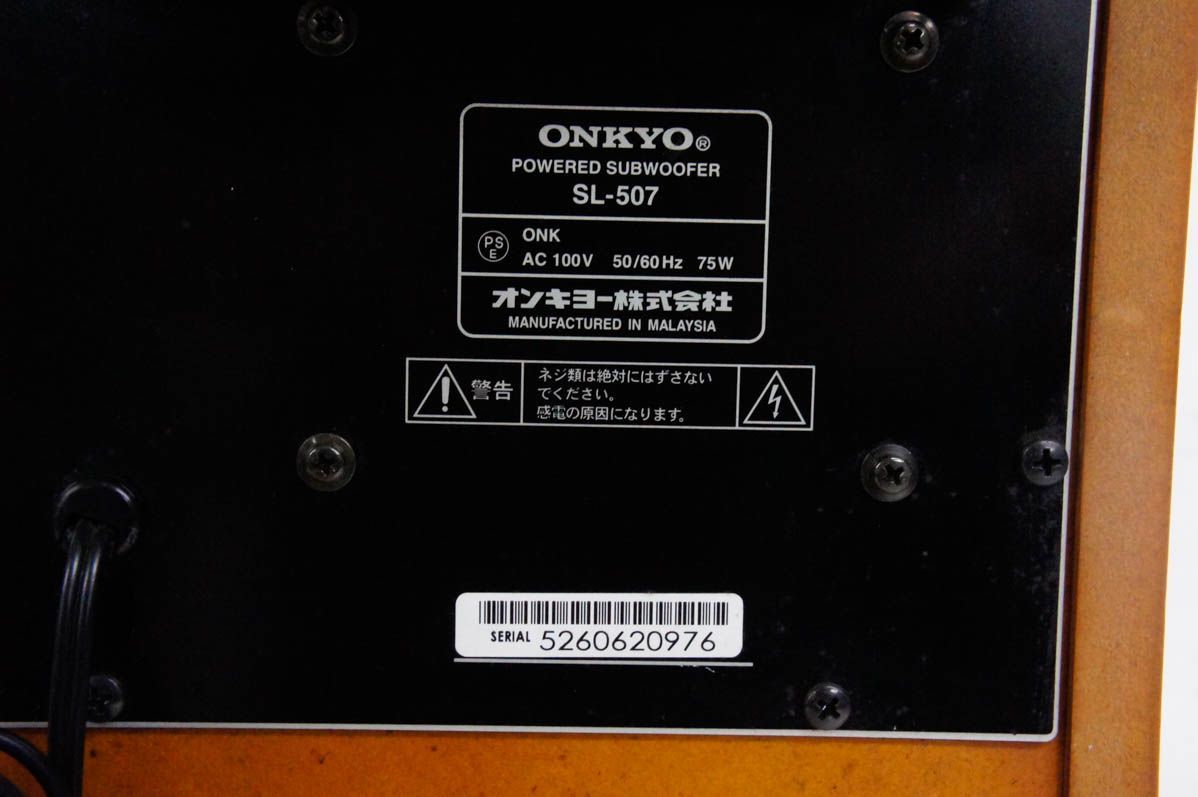 ONKYO®
POWERED SUBWOOFER
SL-507
PS
E
ONK
AC 100V 50/60Hz 75W
オンキヨー株式会社
MANUFACTURED IN MALAYSIA
警告
ネジ類は絶対にはずさない
でください。
感電の原因になります。
SERIAL 5260620976